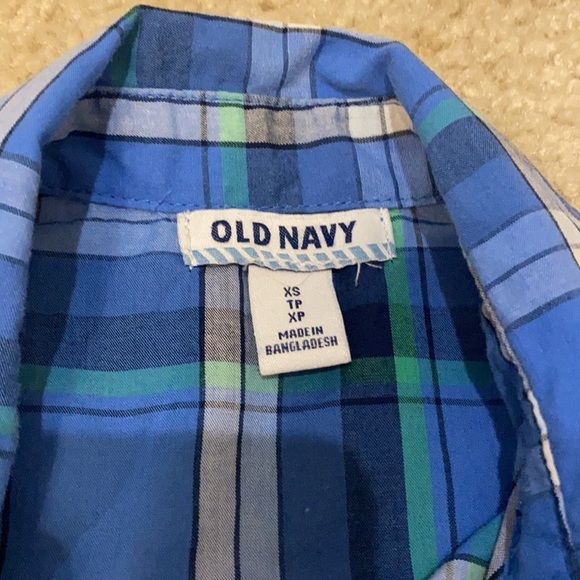 OLD NAVY
XS
TP
XP
MADE IN
BANGLADESH